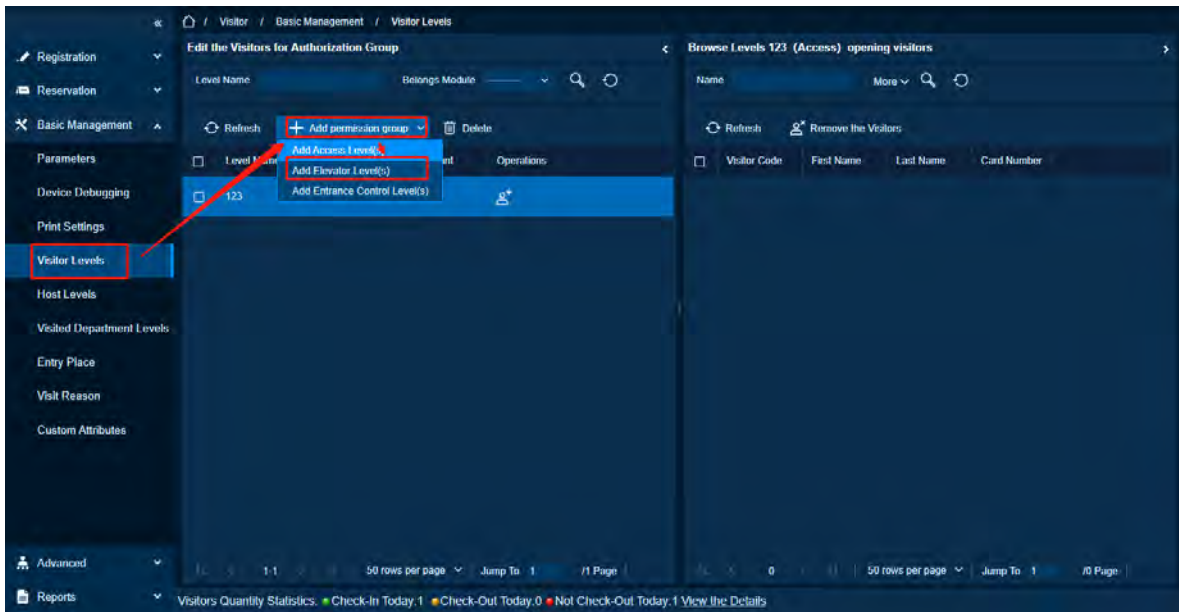 « / Visitor / Basic Management / Visitor Levels
Registration
Reservation
Basic Management
Parameters
Device Debugging
Print Settings
Visitor Levels
Host Levels
Visited Department Levels
Entry Place
Visit Reason
Custom Attributes
Advanced
Reports
Edit the Visitors for Authorization Group <
Level Name Belongs Module --------
Refresh Add permission group Delete
Add Access Level(s)
Add Elevator Level(s)
Add Entrance Control Level(s)
Level Operations
123
1-1 50 rows per page Jump To 1 /1 Page
Browse Levels 123 (Access) opening visitors >
Name More
Refresh Remove the Visitors
Visitor Code First Name Last Name Card Number
0 50 rows per page Jump To 1 /0 Page
Visitors Quantity Statistics. Check-In Today:1 Check-Out Today:0 Not Check-Out Today:1 View the Details